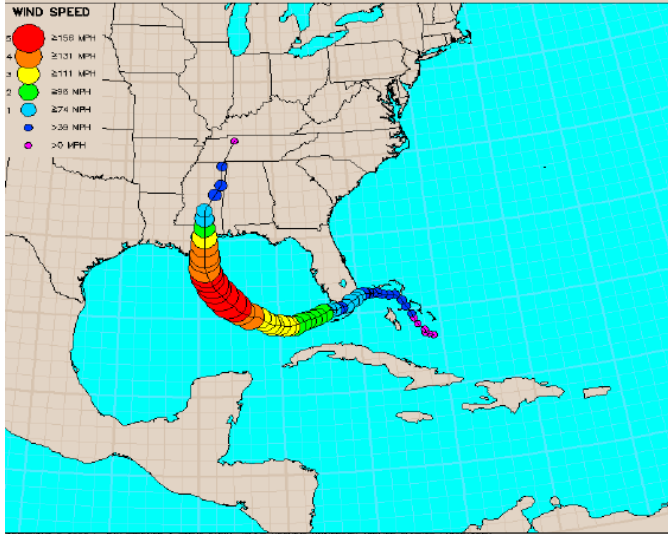 WIND SPEED
5 ≥156 MPH
4 ≥131 MPH
3 ≥111 MPH
2 ≥96 MPH
1 ≥74 MPH
>38 MPH
>0 MPH